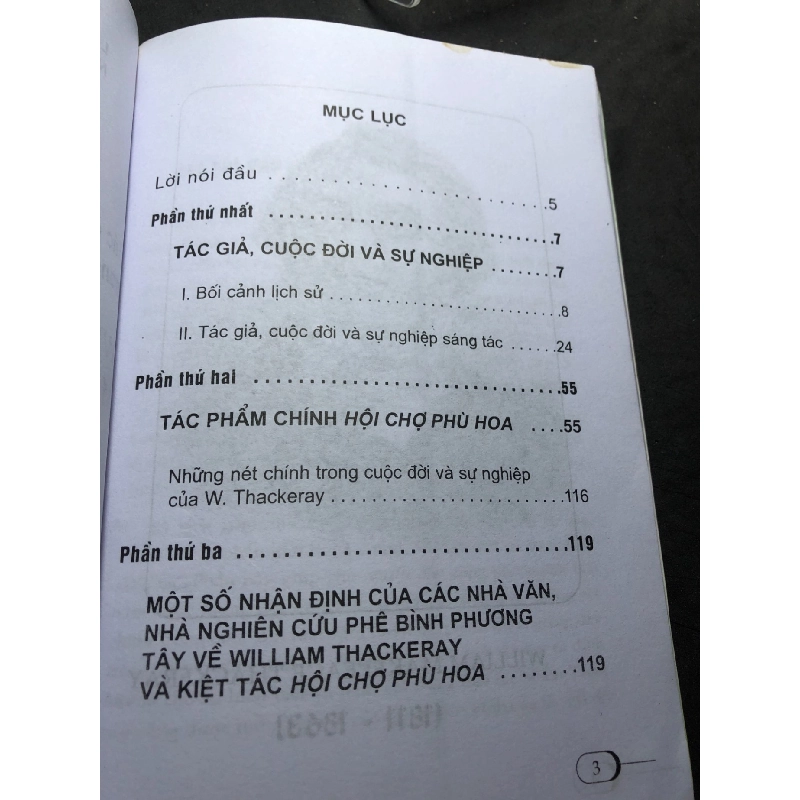 MỤC LỤC
Lời nói đầu . . . . . . . . . . . . . . . . . . . . . . . . . .5
Phần thứ nhất . . . . . . . . . . . . . . . . . . . . . . . . . . . . .7
TÁC GIẢ, CUỘC ĐỜI VÀ SỰ NGHIỆP . . . . . . . .7
I. Bối cảnh lịch sử . . . . . . . . . . . . . . . . . . . . . . . .8
II. Tác giả, cuộc đời và sự nghiệp sáng tác . . . . . .24
Phần thứ hai . . . . . . . . . . . . . . . . . . . . . . . . . . . . . .55
TÁC PHẨM CHÍNH HỘI CHỢ PHÙ HOA . . . .55
Những nét chính trong cuộc đời và sự nghiệp
của W. Thackeray . . . . . . . . . . . . . . . . . . . . . . . .116
Phần thứ ba . . . . . . . . . . . . . . . . . . . . . . . . . . . . . .119
MỘT SỐ NHẬN ĐỊNH CỦA CÁC NHÀ VĂN,
NHÀ NGHIÊN CỨU PHÊ BÌNH PHƯƠNG
TÂY VỀ WILLIAM THACKERAY
VÀ KIỆT TÁC HỘI CHỢ PHÙ HOA . . . . . . . .119
3